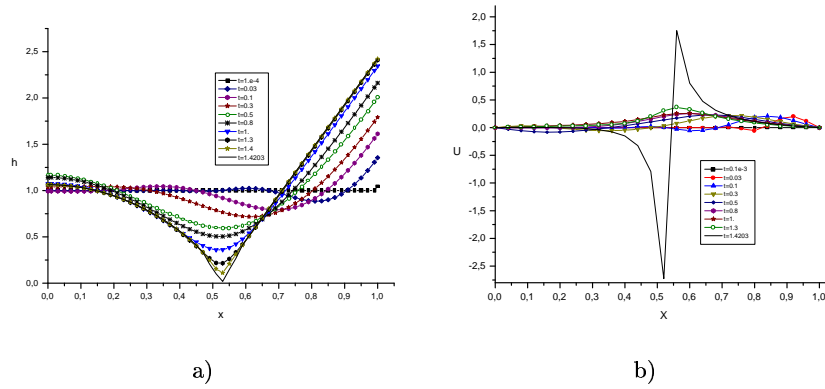 2,5
2,0
1,5
1,0
0,5
0,0
h
t=1.e-4
t=0.03
t=0.1
t=0.3
t=0.5
t=0.8
t=1.
t=1.3
t=1.4
t=1.4203
0,0 0,1 0,2 0,3 0,4 0,5 0,6 0,7 0,8 0,9 1,0
x
a)
2,0
1,5
1,0
0,5
0,0
-0,5
-1,0
-1,5
-2,0
-2,5
U
t=0.1e-3
t=0.03
t=0.1
t=0.3
t=0.5
t=0.8
t=1.
t=1.3
t=1.4203
0,0 0,1 0,2 0,3 0,4 0,5 0,6 0,7 0,8 0,9 1,0
X
b)